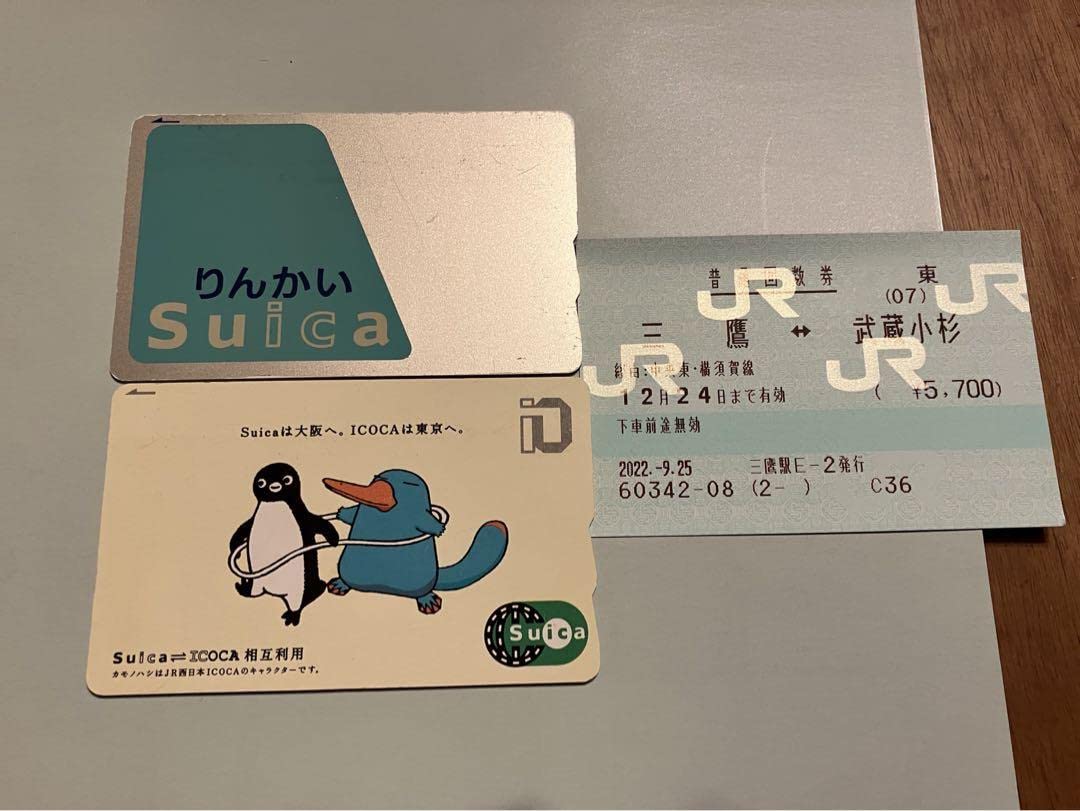 りんかい
Suica
iO
Suicaは大阪へ。ICOCAは東京へ。
Suica
Suica⇌ICOCA 相互利用
カモノハシはJR西日本ICOCAのキャラクターです。
普通回数券 東
(07)
三鷹 ↔ 武蔵小杉
経由:中央東・横須賀線
12月24日まで有効 ( ¥5,700)
下車前途無効
2022.-9.25 三鷹駅E-2発行
60342-08 (2- ) C36
JR
JR
JR
JR